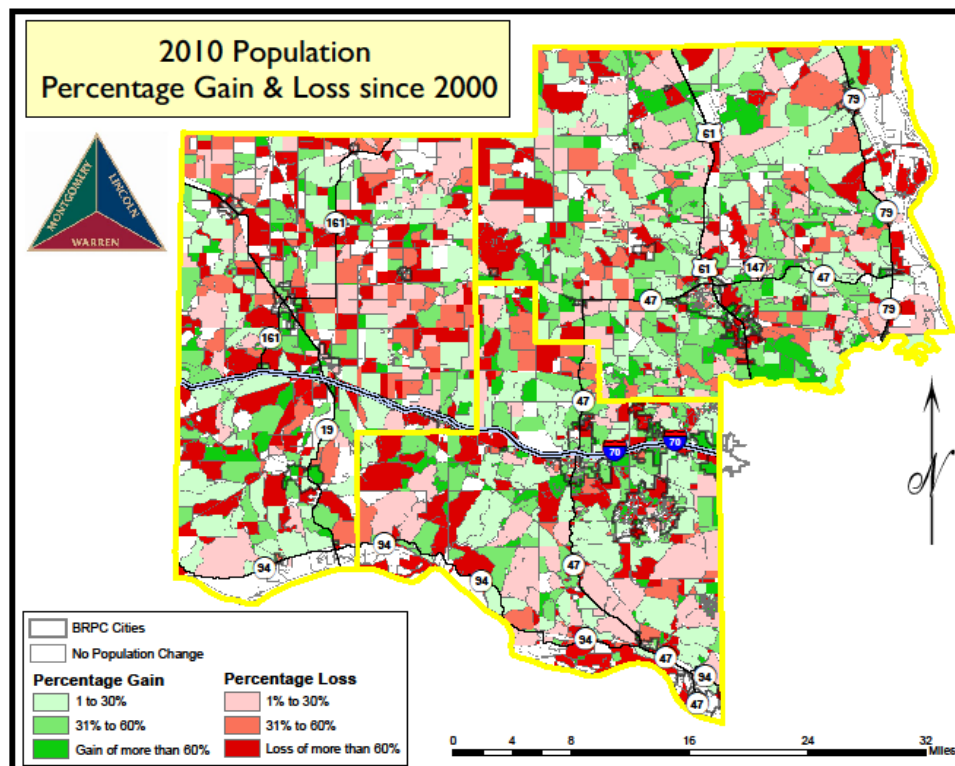 2010 Population
Percentage Gain & Loss since 2000
MONTGOMERY
LINCOLN
WARREN
61
79
161
79
61
147
47
47
79
161
47
19
70
70
94
94
47
94
94
47
94
47
N
BRPC Cities
No Population Change
Percentage Gain
Percentage Loss
1 to 30%
1% to 30%
31% to 60%
31% to 60%
Gain of more than 60%
Loss of more than 60%
0 4 8 16 24 32
Miles